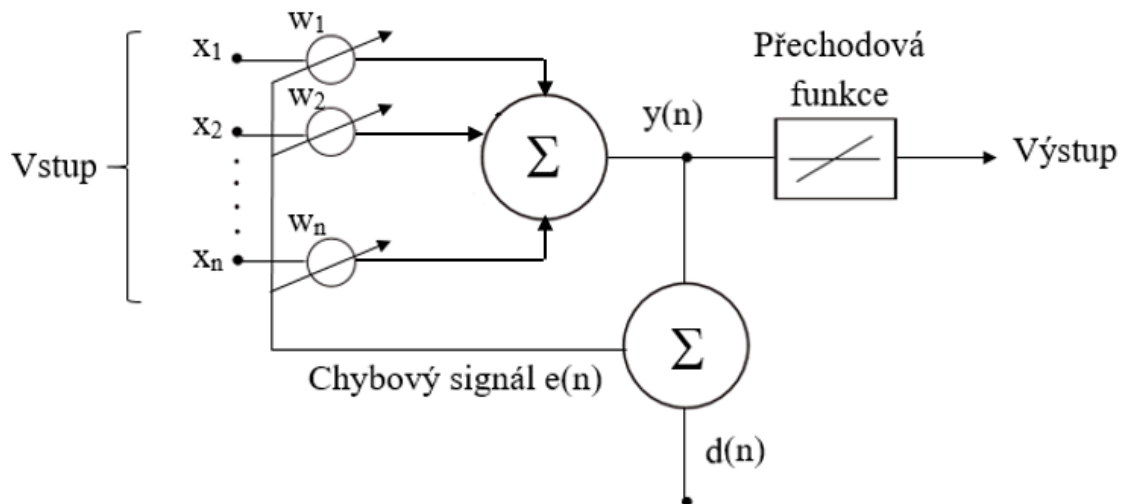 Vstup
x1
w1
x2
w2
xn
wn
Σ
y(n)
Přechodová
funkce
Výstup
Σ
Chybový signál e(n)
d(n)